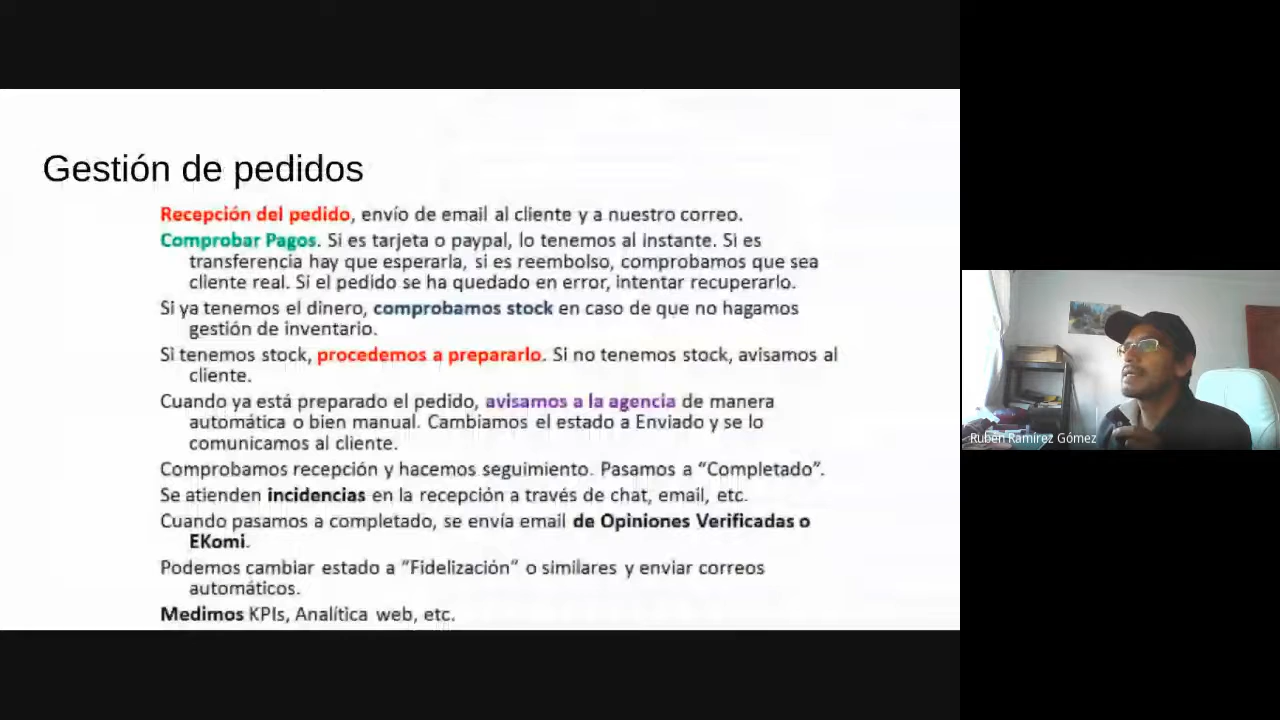 Gestión de pedidos
Recepción del pedido, envío de email al cliente y a nuestro correo.
Comprobar Pagos. Si es tarjeta o paypal, lo tenemos al instante. Si es
transferencia hay que esperarla, si es reembolso, comprobamos que sea
cliente real. Si el pedido se ha quedado en error, intentar recuperarlo.
Si ya tenemos el dinero, comprobamos stock en caso de que no hagamos
gestión de inventario.
Si tenemos stock, procedemos a prepararlo. Si no tenemos stock, avisamos al
cliente.
Cuando ya está preparado el pedido, avisamos a la agencia de manera
automática o bien manual. Cambiamos el estado a Enviado y se lo
comunicamos al cliente.
Comprobamos recepción y hacemos seguimiento. Pasamos a “Completado”.
Se atienden incidencias en la recepción a través de chat, email, etc.
Cuando pasamos a completado, se envía email de Opiniones Verificadas o
EKomi.
Podemos cambiar estado a “Fidelización” o similares y enviar correos
automáticos.
Medimos KPIs, Analítica web, etc.
Ruben Ramírez Gómez